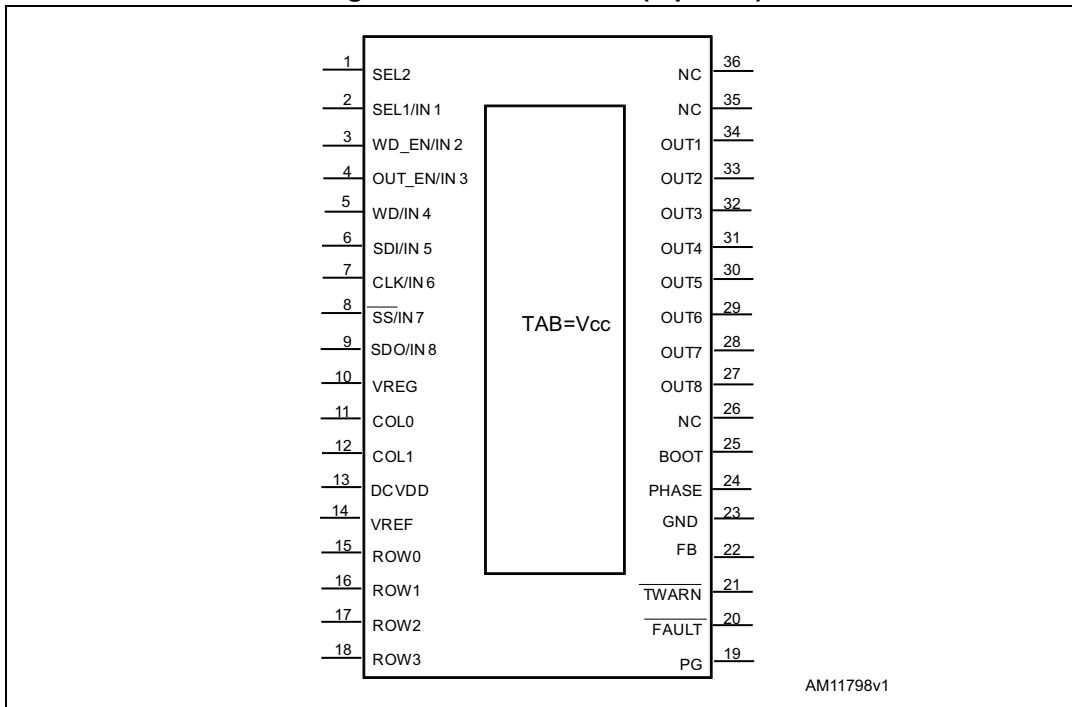 1 SEL2
2 SEL1/IN 1
3 WD_EN/IN 2
4 OUT_EN/IN 3
5 WD/IN 4
6 SDI/IN 5
7 CLK/IN 6
8 SS/IN 7
9 SDO/IN 8
10 VREG
11 COL0
12 COL1
13 DCVDD
14 VREF
15 ROW0
16 ROW1
17 ROW2
18 ROW3
TAB=Vcc
NC 36
NC 35
OUT1 34
OUT2 33
OUT3 32
OUT4 31
OUT5 30
OUT6 29
OUT7 28
OUT8 27
NC 26
BOOT 25
PHASE 24
GND 23
FB 22
TWARN 21
FAULT 20
PG 19
AM11798v1